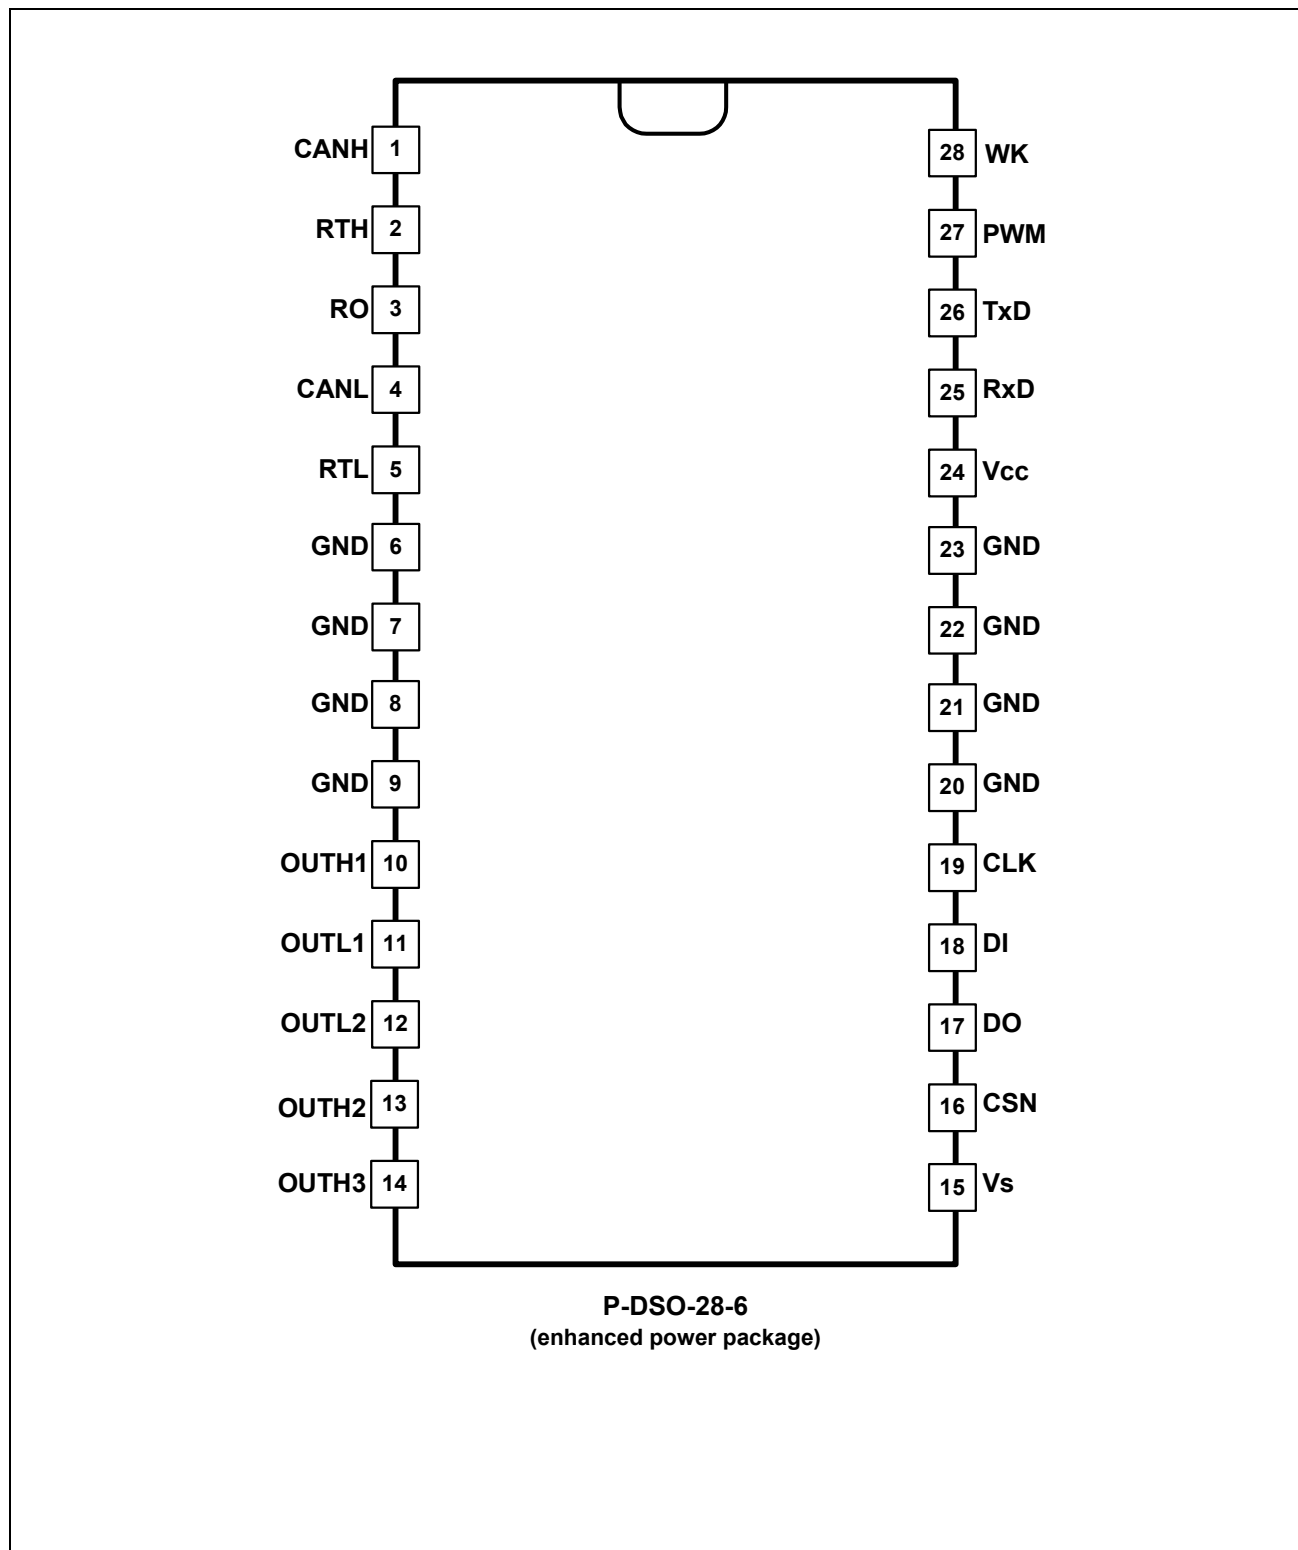 CANH 1 28 WK
RTH 2 27 PWM
RO 3 26 TxD
CANL 4 25 RxD
RTL 5 24 Vcc
GND 6 23 GND
GND 7 22 GND
GND 8 21 GND
GND 9 20 GND
OUTH1 10 19 CLK
OUTL1 11 18 DI
OUTL2 12 17 DO
OUTH2 13 16 CSN
OUTH3 14 15 Vs
P-DSO-28-6
(enhanced power package)